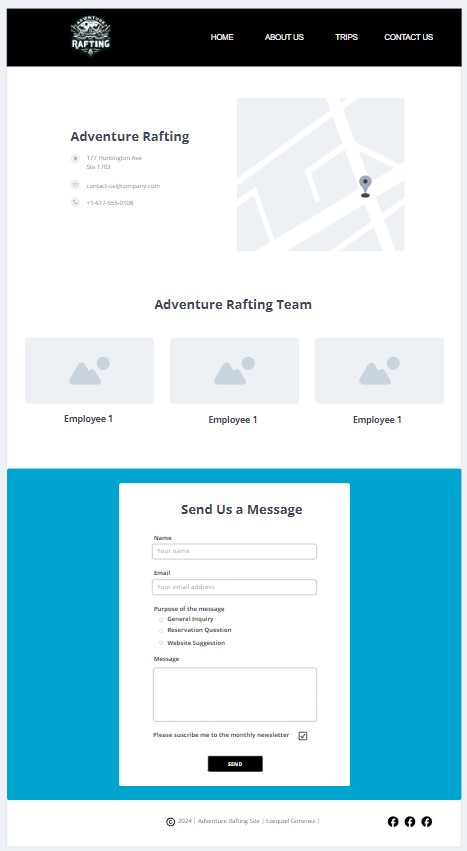 ADVENTURE
RAFTING
HOME ABOUT US TRIPS CONTACT US
Adventure Rafting
177 Huntington Ave
Ste 1703
contact-us@company.com
+1-617-555-0108
Adventure Rafting Team
Employee 1 Employee 1 Employee 1
Send Us a Message
Name
Your name
Email
Your email address
Purpose of the message
General Inquiry
Reservation Question
Website Suggestion
Message
Please suscribe me to the monthly newsletter
SEND
© 2024 | Adventure Rafting Site | Ezequiel Gimenez |